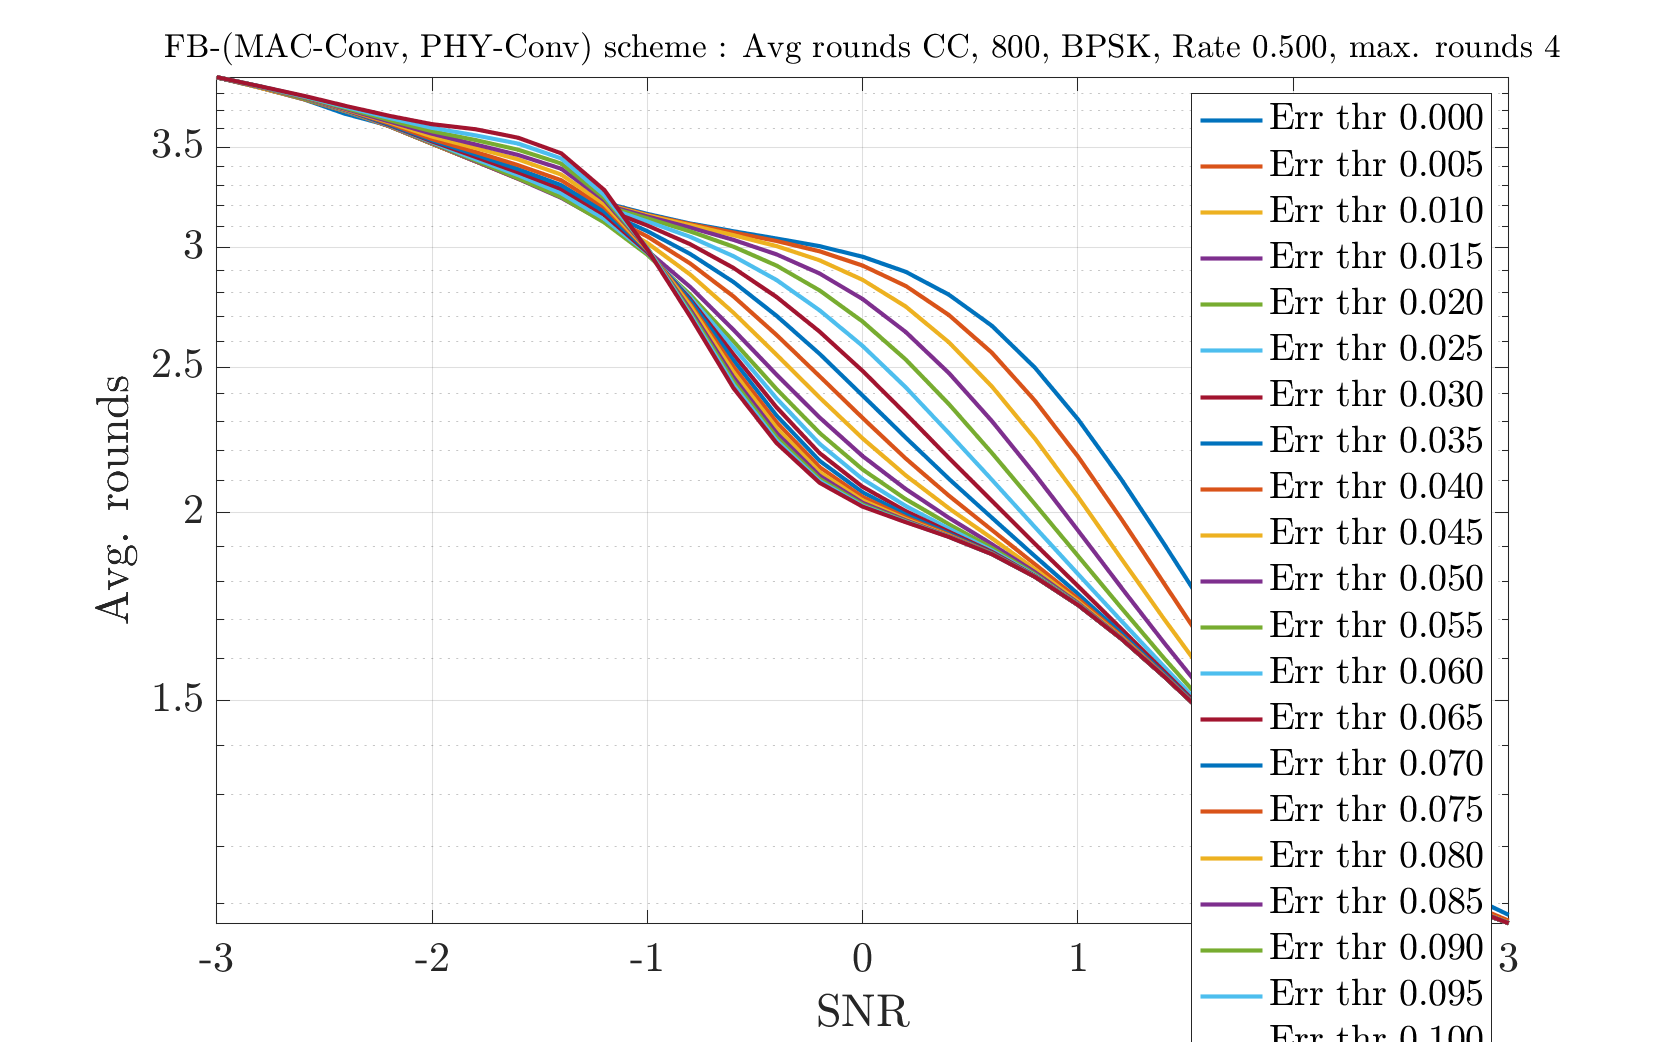 FB-(MAC-Conv, PHY-Conv) scheme : Avg rounds CC, 800, BPSK, Rate 0.500, max. rounds 4
3.5
3
2.5
2
1.5
Avg. rounds
-3
-2
-1
0
1
3
SNR
Err thr 0.000
Err thr 0.005
Err thr 0.010
Err thr 0.015
Err thr 0.020
Err thr 0.025
Err thr 0.030
Err thr 0.035
Err thr 0.040
Err thr 0.045
Err thr 0.050
Err thr 0.055
Err thr 0.060
Err thr 0.065
Err thr 0.070
Err thr 0.075
Err thr 0.080
Err thr 0.085
Err thr 0.090
Err thr 0.095
Err thr 0.100